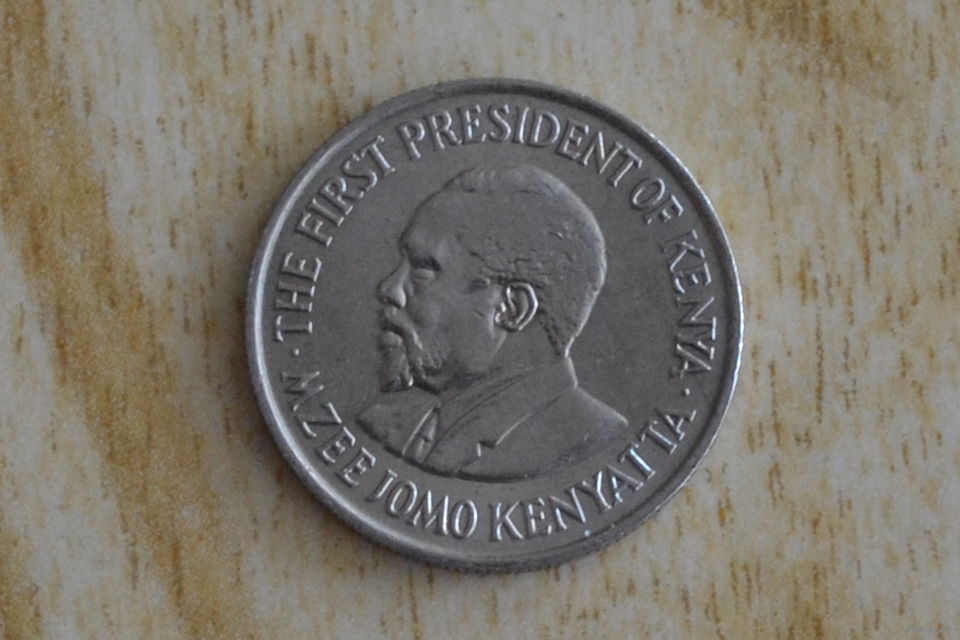 · THE FIRST PRESIDENT OF KENYA ·
MZEE JOMO KENYATTA